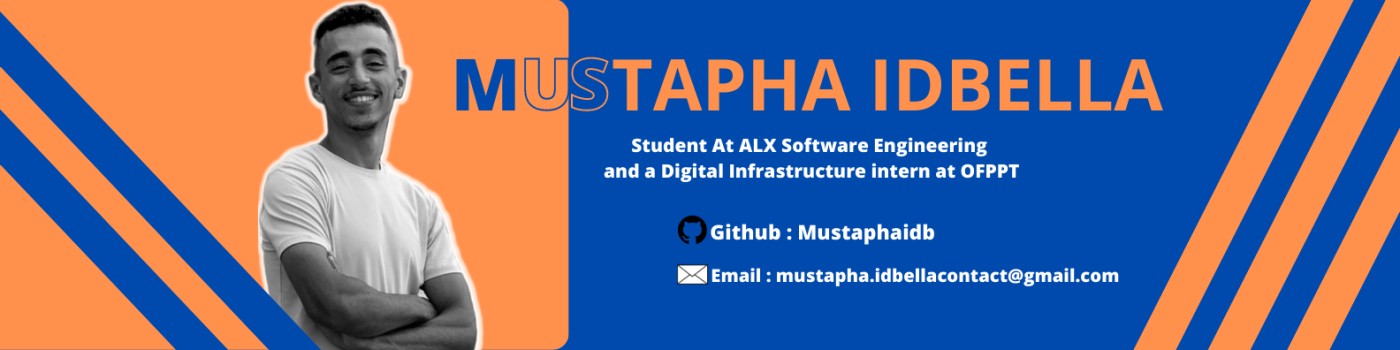 MUSTAPHA IDBELLA
Student At ALX Software Engineering
and a Digital Infrastructure intern at OFPPT
Github : Mustaphaidb
Email : mustapha.idbellacontact@gmail.com